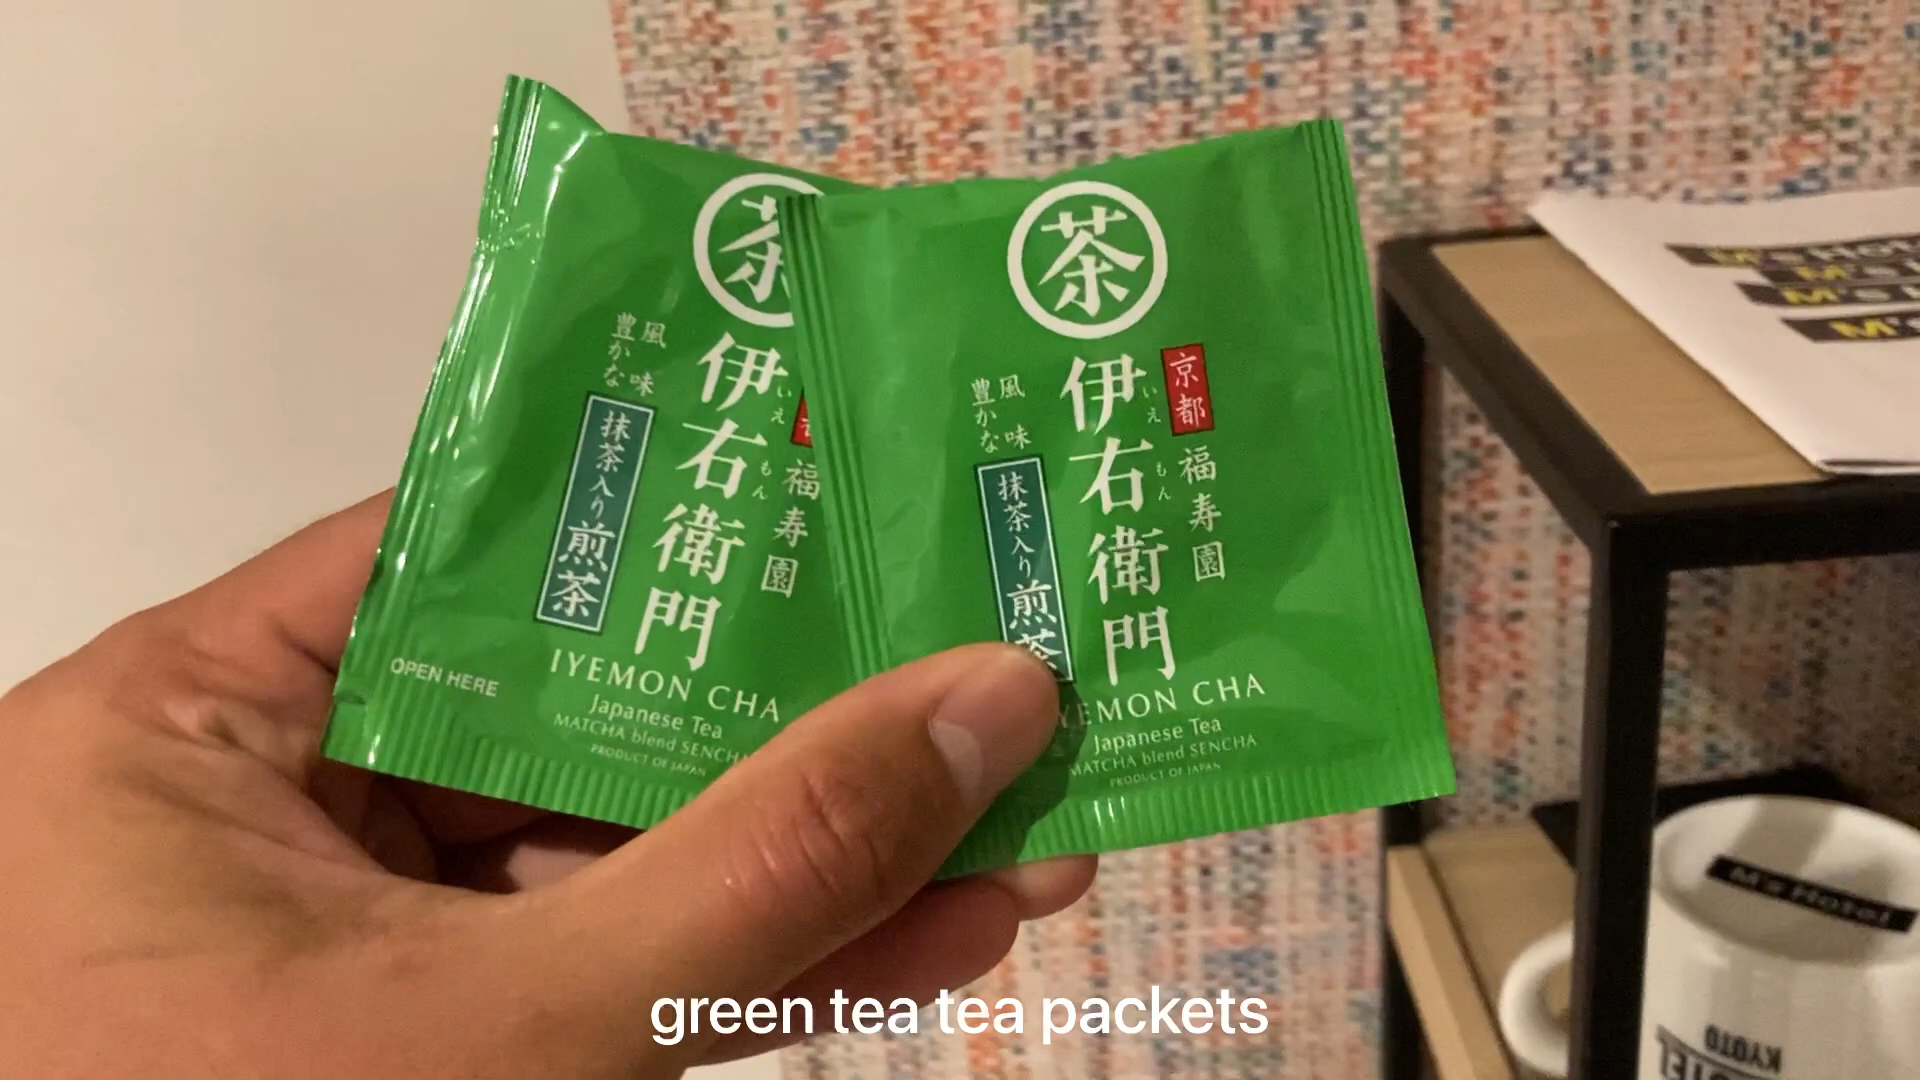 茶
風味
豊かな
抹茶入り煎茶
伊右衛門
いえ もん
福寿園
OPEN HERE
IYEMON CHA
Japanese Tea
MATCHA blend SENCHA
PRODUCT OF JAPAN
茶
京都
福寿園
伊右衛門
いえ もん
風味
豊かな
抹茶入り煎茶
YEMON CHA
Japanese Tea
MATCHA blend SENCHA
PRODUCT OF JAPAN
M's Hotel
KYOTO
green tea tea packets